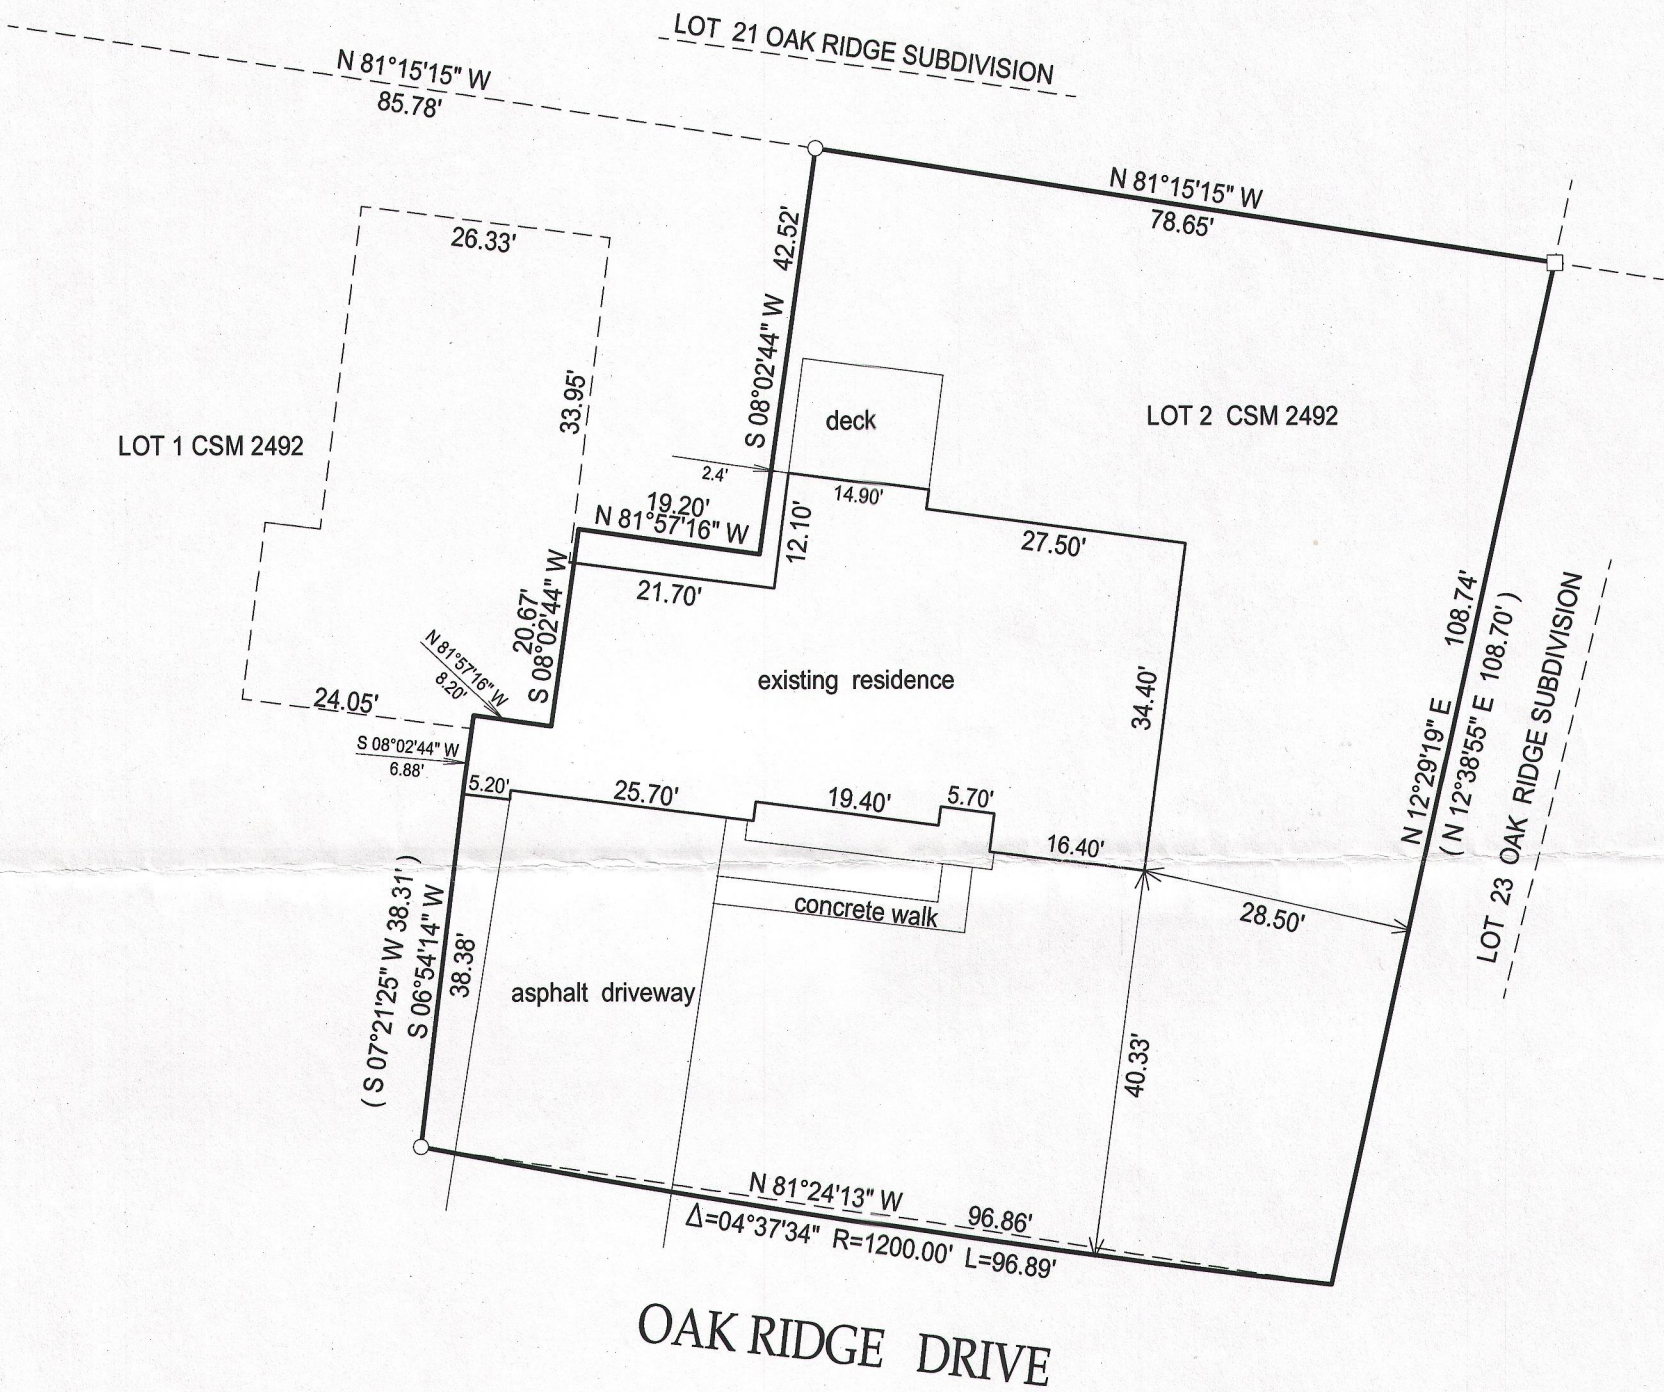 LOT 21 OAK RIDGE SUBDIVISION
N 81°15'15" W
85.78'
N 81°15'15" W
78.65'
26.33'
S 08°02'44" W 42.52'
33.95'
deck
LOT 2 CSM 2492
LOT 1 CSM 2492
2.4'
14.90'
19.20'
N 81°57'16" W
12.10'
27.50'
21.70'
20.67'
S 08°02'44" W
N 81°57'16" W
8.20'
existing residence
34.40'
N 12°29'19" E 108.74'
( N 12°38'55" E 108.70' )
LOT 23 OAK RIDGE SUBDIVISION
24.05'
S 08°02'44" W
6.88'
5.20'
25.70'
19.40'
5.70'
16.40'
28.50'
concrete walk
( S 07°21'25" W 38.31' )
S 06°54'14" W
38.38'
asphalt driveway
40.33'
N 81°24'13" W 96.86'
Δ=04°37'34" R=1200.00' L=96.89'
OAK RIDGE DRIVE